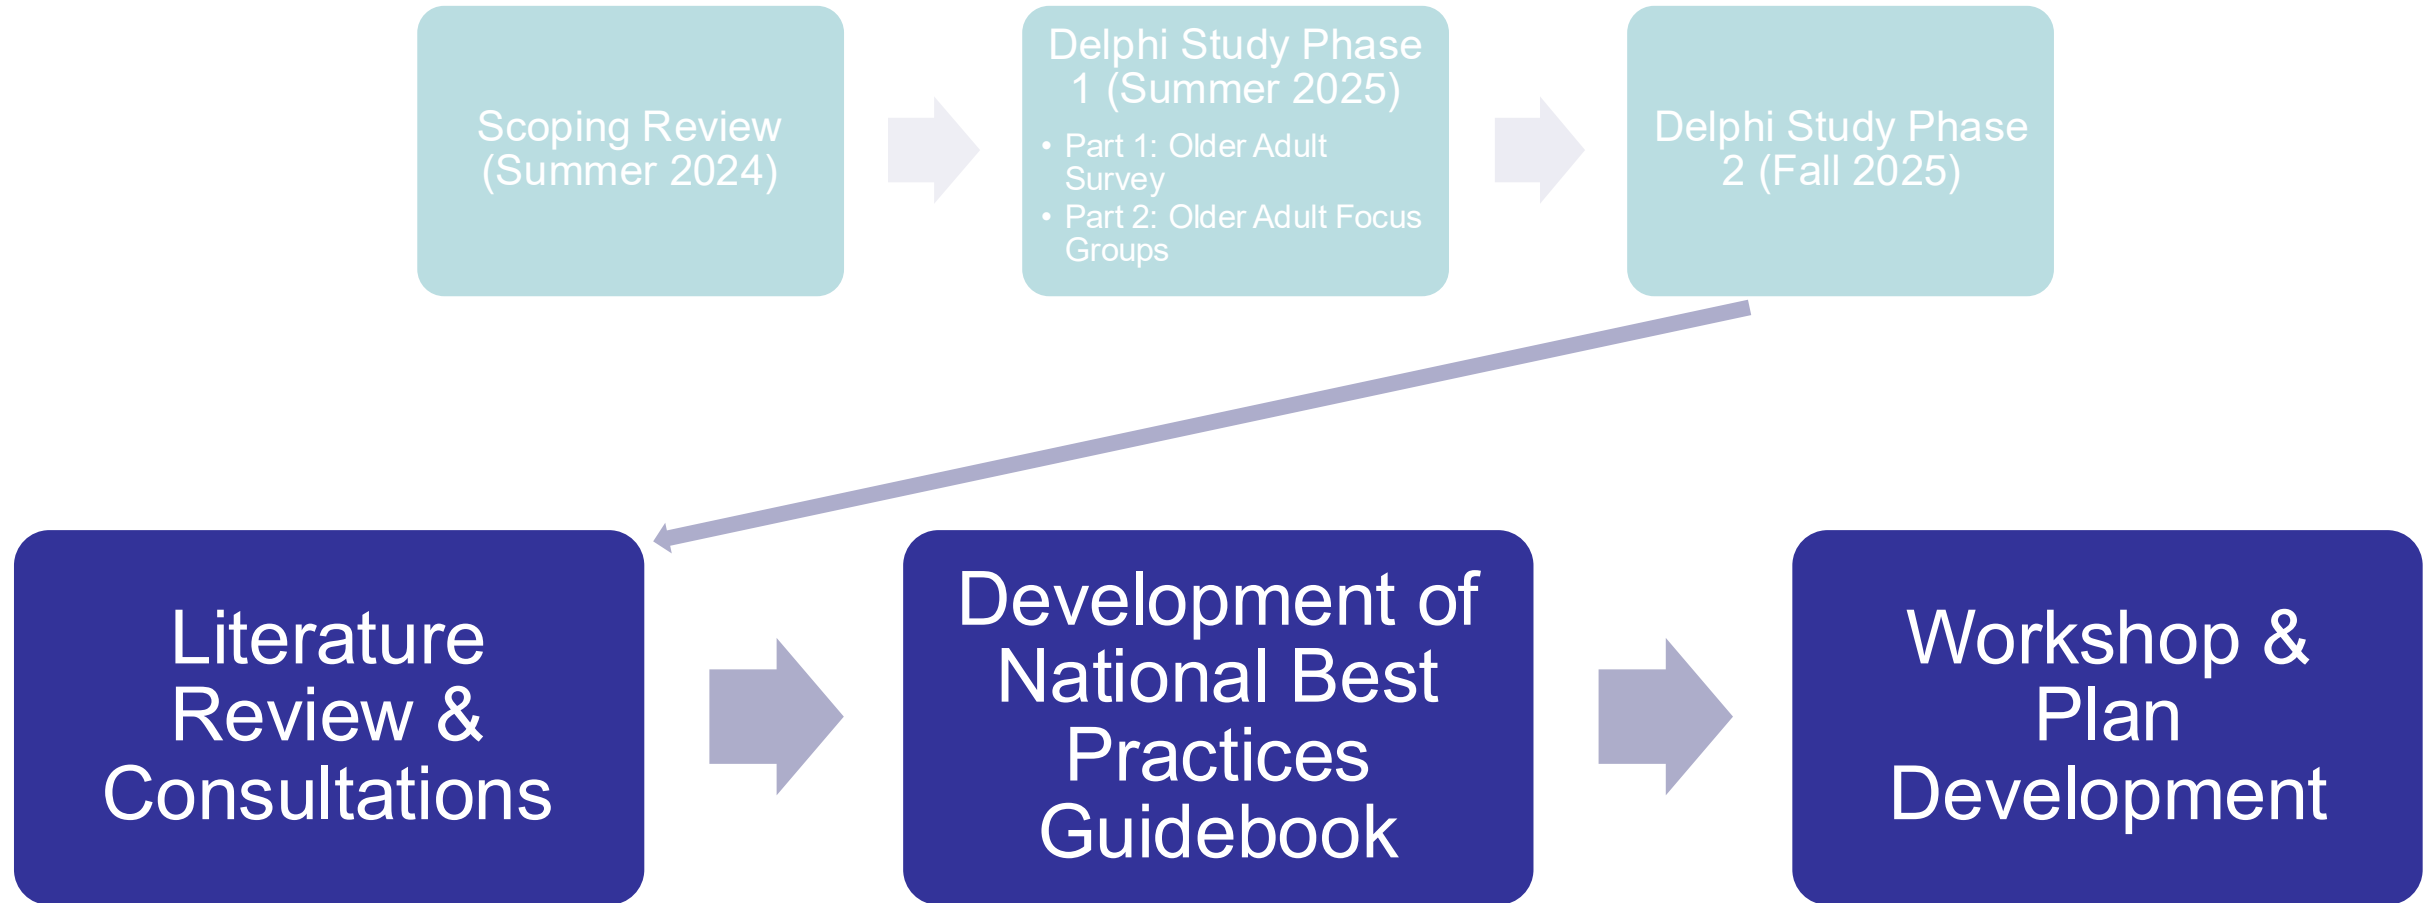 Scoping Review
(Summer 2024)
Delphi Study Phase
1 (Summer 2025)
• Part 1: Older Adult
Survey
• Part 2: Older Adult Focus
Groups
Delphi Study Phase
2 (Fall 2025)
Literature
Review &
Consultations
Development of
National Best
Practices
Guidebook
Workshop &
Plan
Development